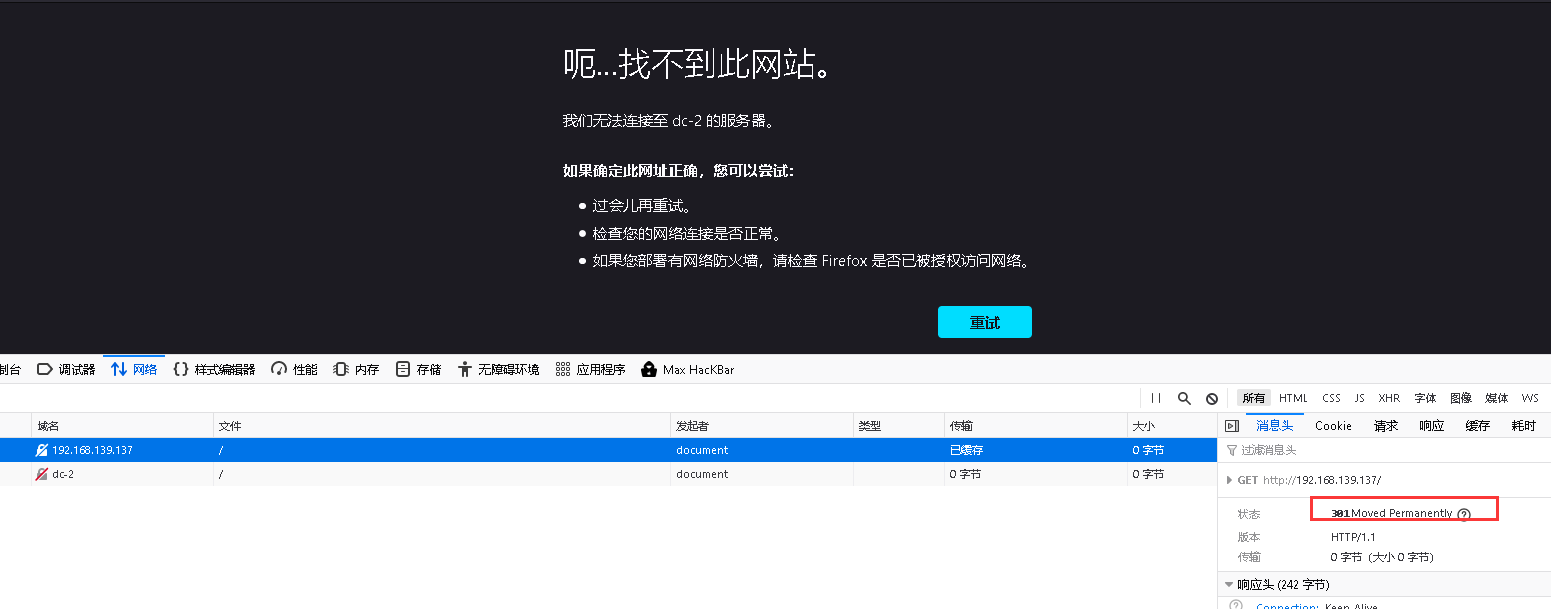 呃...找不到此网站。
我们无法连接至 dc-2 的服务器。
如果确定此网址正确，您可以尝试：
过会儿再重试。
检查您的网络连接是否正常。
如果您部署有网络防火墙，请检查 Firefox 是否已被授权访问网络。
重试
制台 调试器 网络 样式编辑器 性能 内存 存储 无障碍环境 应用程序 Max HacKBar
所有 HTML CSS JS XHR 字体 图像 媒体 WS
域名 文件 发起者 类型 传输 大小 消息头 Cookie 请求 响应 缓存 耗时
192.168.139.137 / document 已缓存 0 字节 过滤消息头
dc-2 / document 0 字节 0 字节 GET http://192.168.139.137/
状态 301 Moved Permanently
版本 HTTP/1.1
传输 0 字节 (大小 0 字节)
响应头 (242 字节)
Connection: Keep-Alive